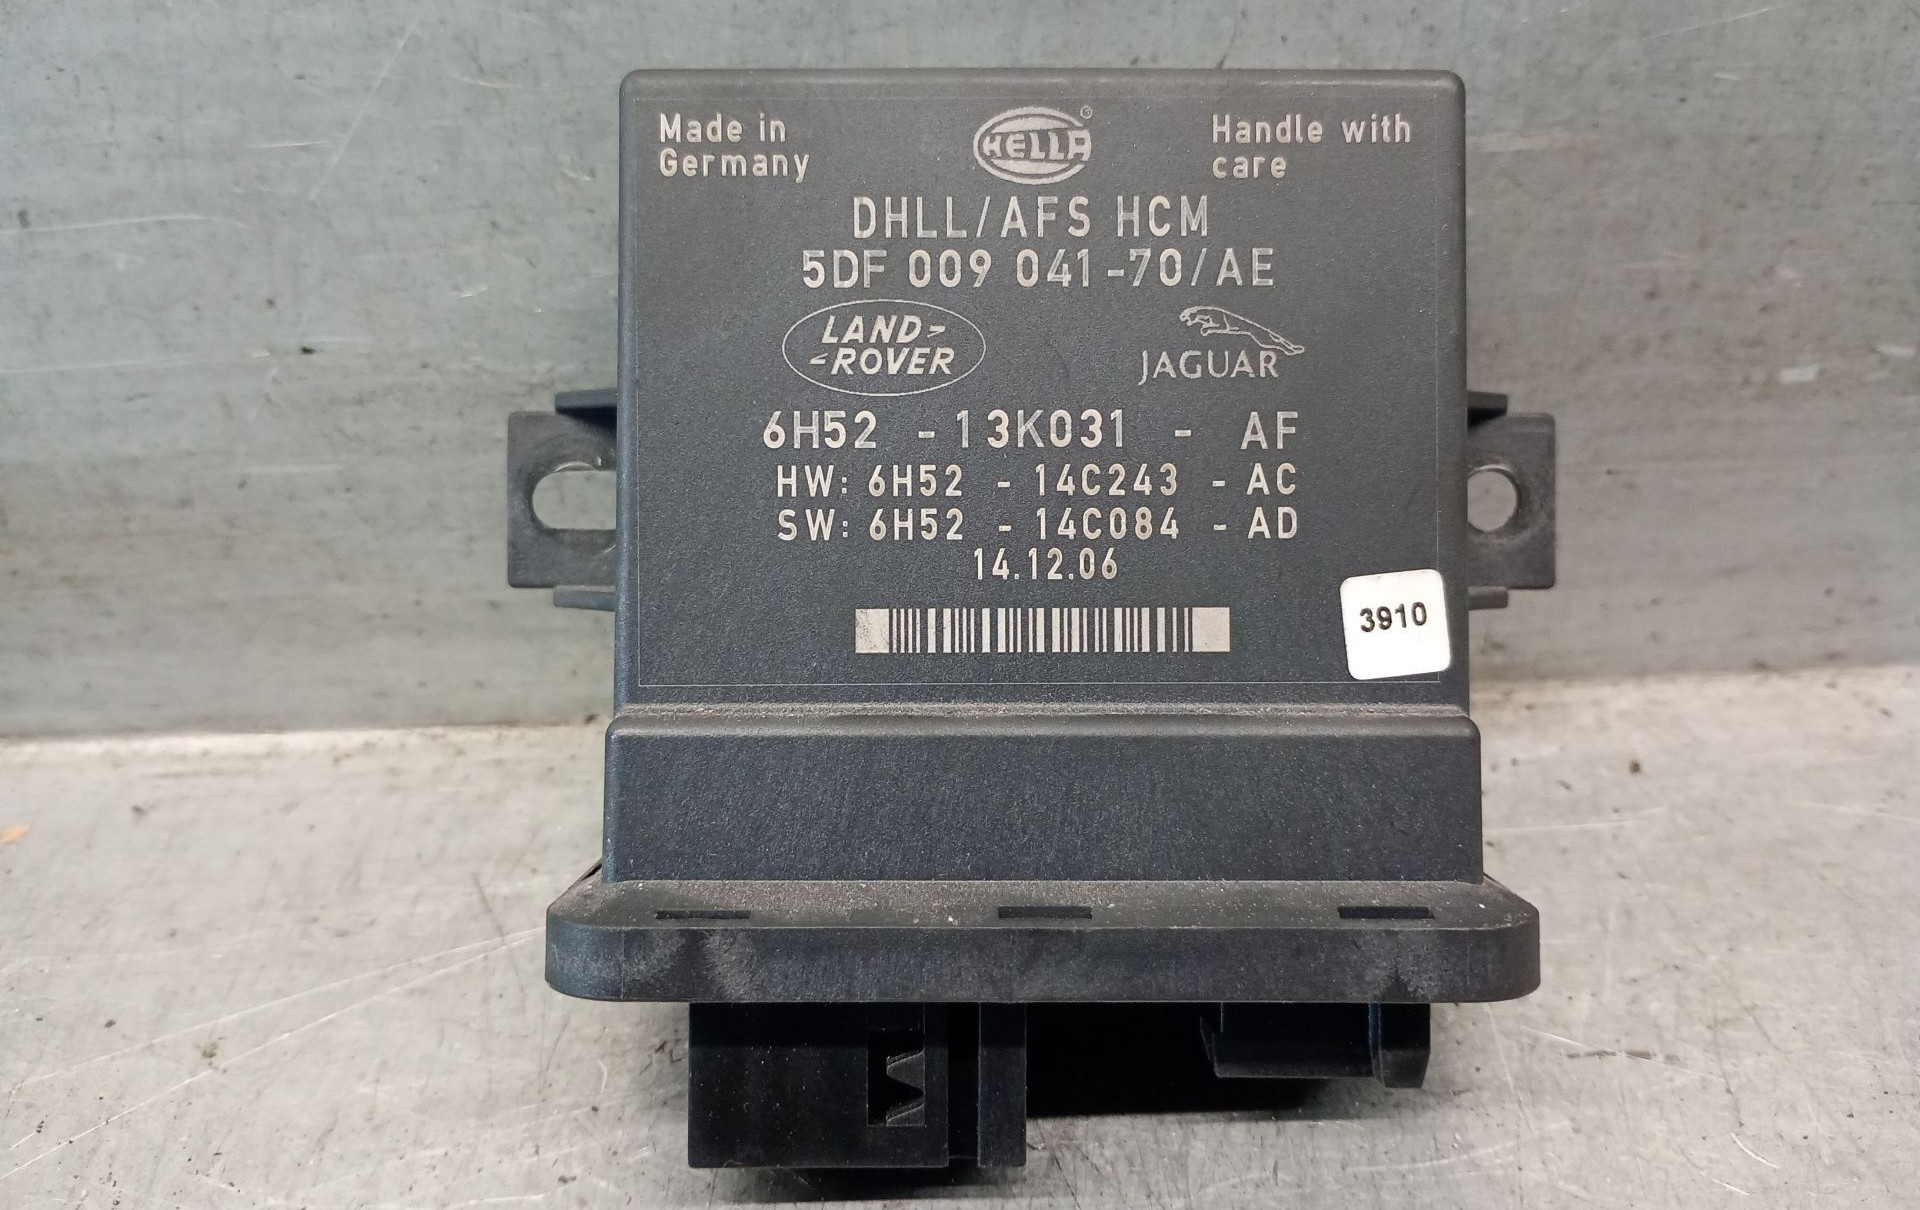 Made in
Germany
HELLA
®
Handle with
care
DHLL/AFS HCM
5DF 009 041-70/AE
LAND-
-ROVER
JAGUAR
6H52 - 13K031 - AF
HW: 6H52 - 14C243 - AC
SW: 6H52 - 14C084 - AD
14.12.06
3910